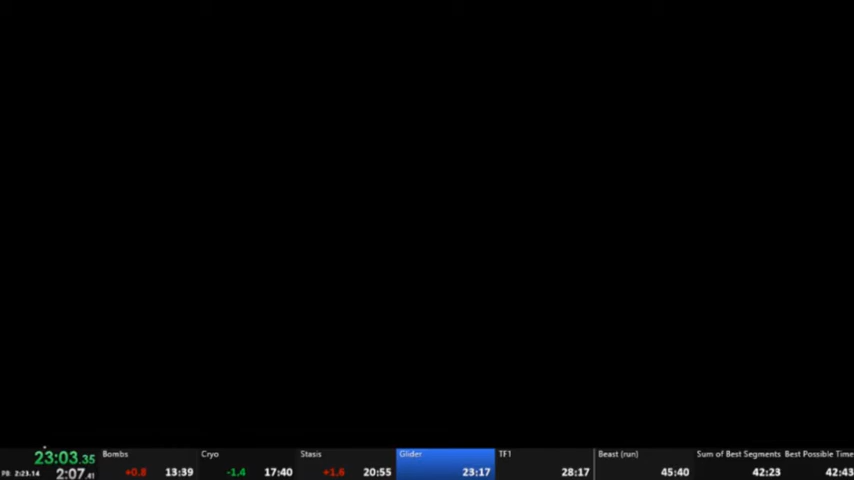 23:03.35
PB: 2:23.14 2:07.41
Bombs
+0.8 13:39
Cryo
-1.4 17:40
Stasis
+1.6 20:55
Glider
23:17
TF1
28:17
Beast (run)
45:40
Sum of Best Segments
42:23
Best Possible Time
42:43